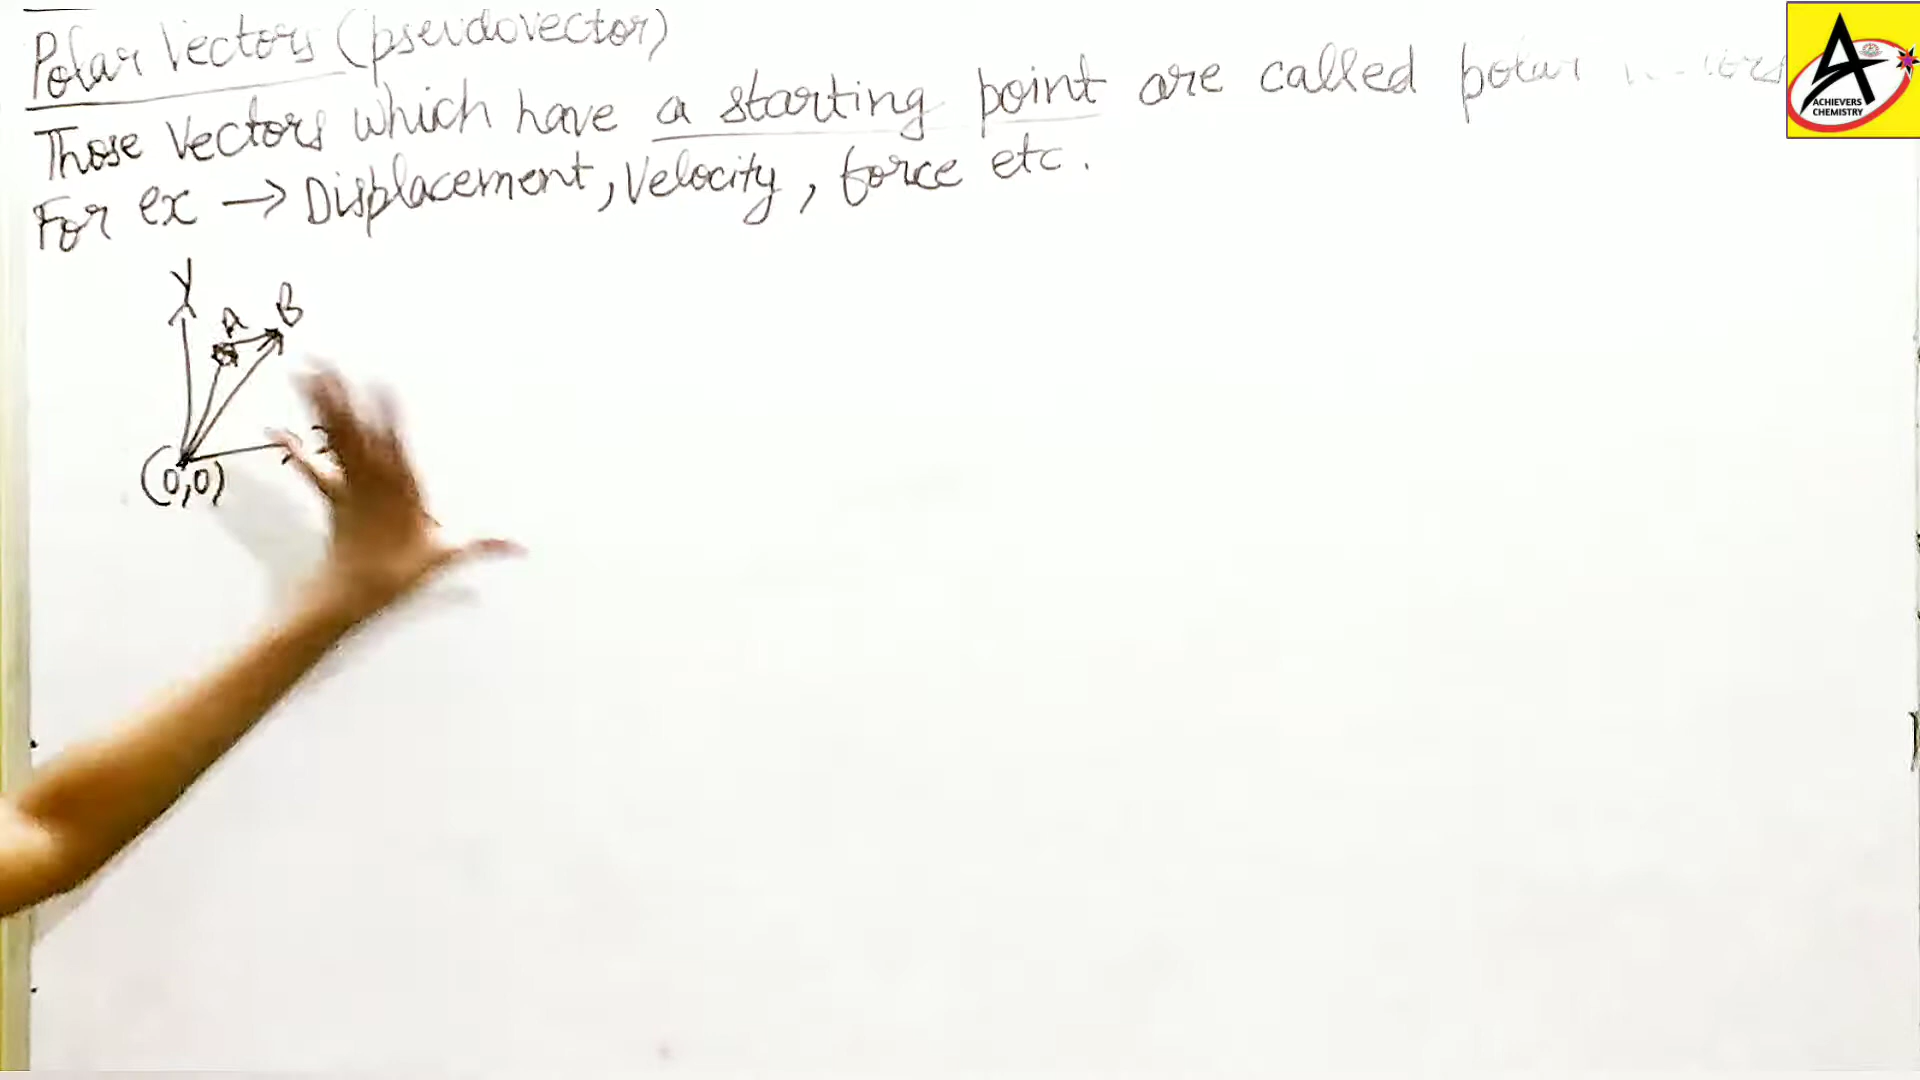 Polar Vectors (pseudovector)
Those Vectors which have a starting point are called polar
For ex → Displacement, Velocity, force etc.
Y
A B
(0,0)
A
ACHIEVERS
CHEMISTRY